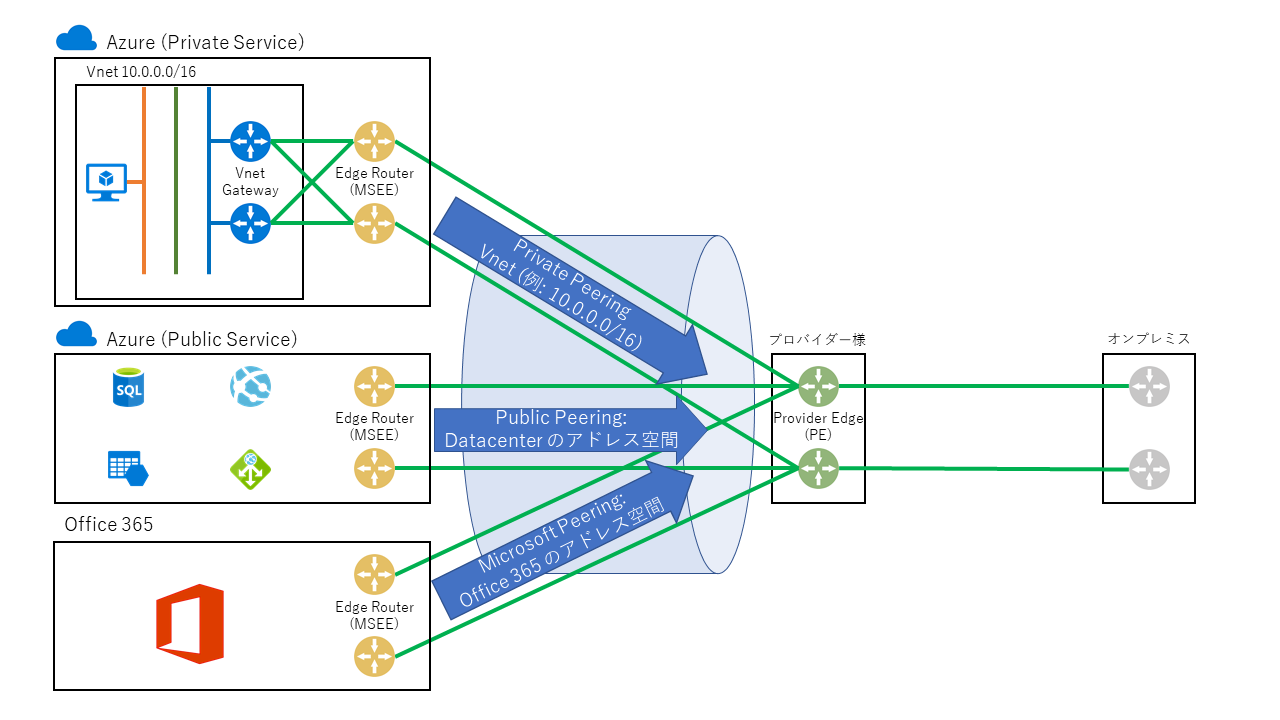 Azure (Private Service)
Vnet 10.0.0.0/16
Vnet
Gateway
Edge Router
(MSEE)
Private Peering
Vnet (例: 10.0.0.0/16)
Azure (Public Service)
SQL
Edge Router
(MSEE)
Public Peering:
Datacenter のアドレス空間
プロバイダー様
Provider Edge
(PE)
オンプレミス
Office 365
Edge Router
(MSEE)
Microsoft Peering:
Office 365 のアドレス空間